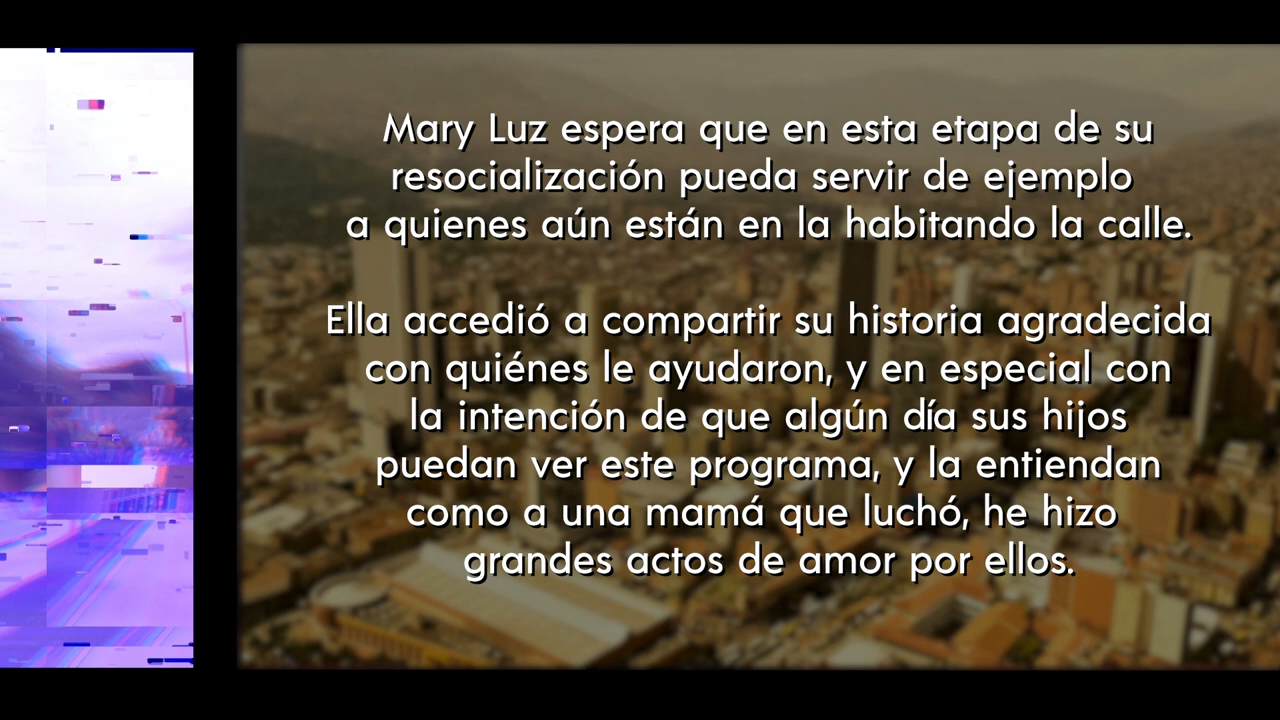 Mary Luz espera que en esta etapa de su
resocialización pueda servir de ejemplo
a quienes aún están en la habitando la calle.
Ella accedió a compartir su historia agradecida
con quiénes le ayudaron, y en especial con
la intención de que algún día sus hijos
puedan ver este programa, y la entiendan
como a una mamá que luchó, he hizo
grandes actos de amor por ellos.